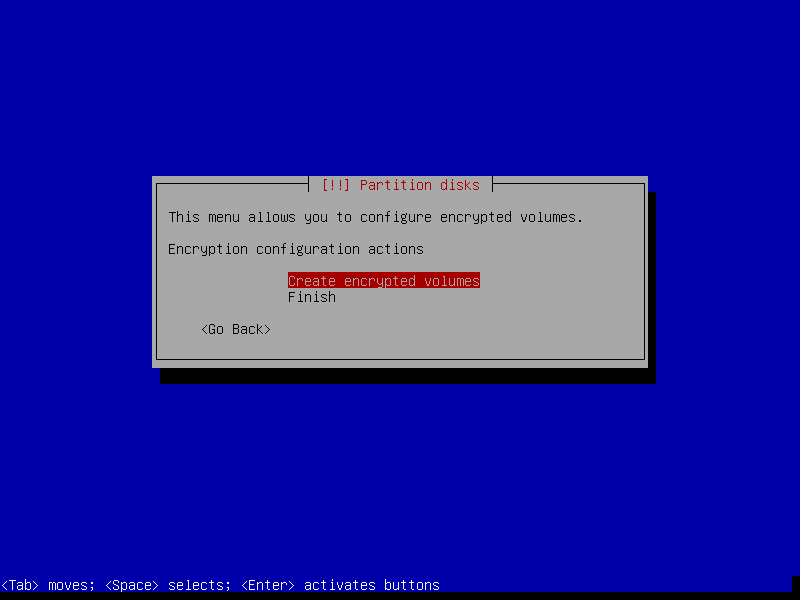 [!!] Partition disks
This menu allows you to configure encrypted volumes.
Encryption configuration actions
Create encrypted volumes
Finish
<Go Back>
<Tab> moves; <Space> selects; <Enter> activates buttons